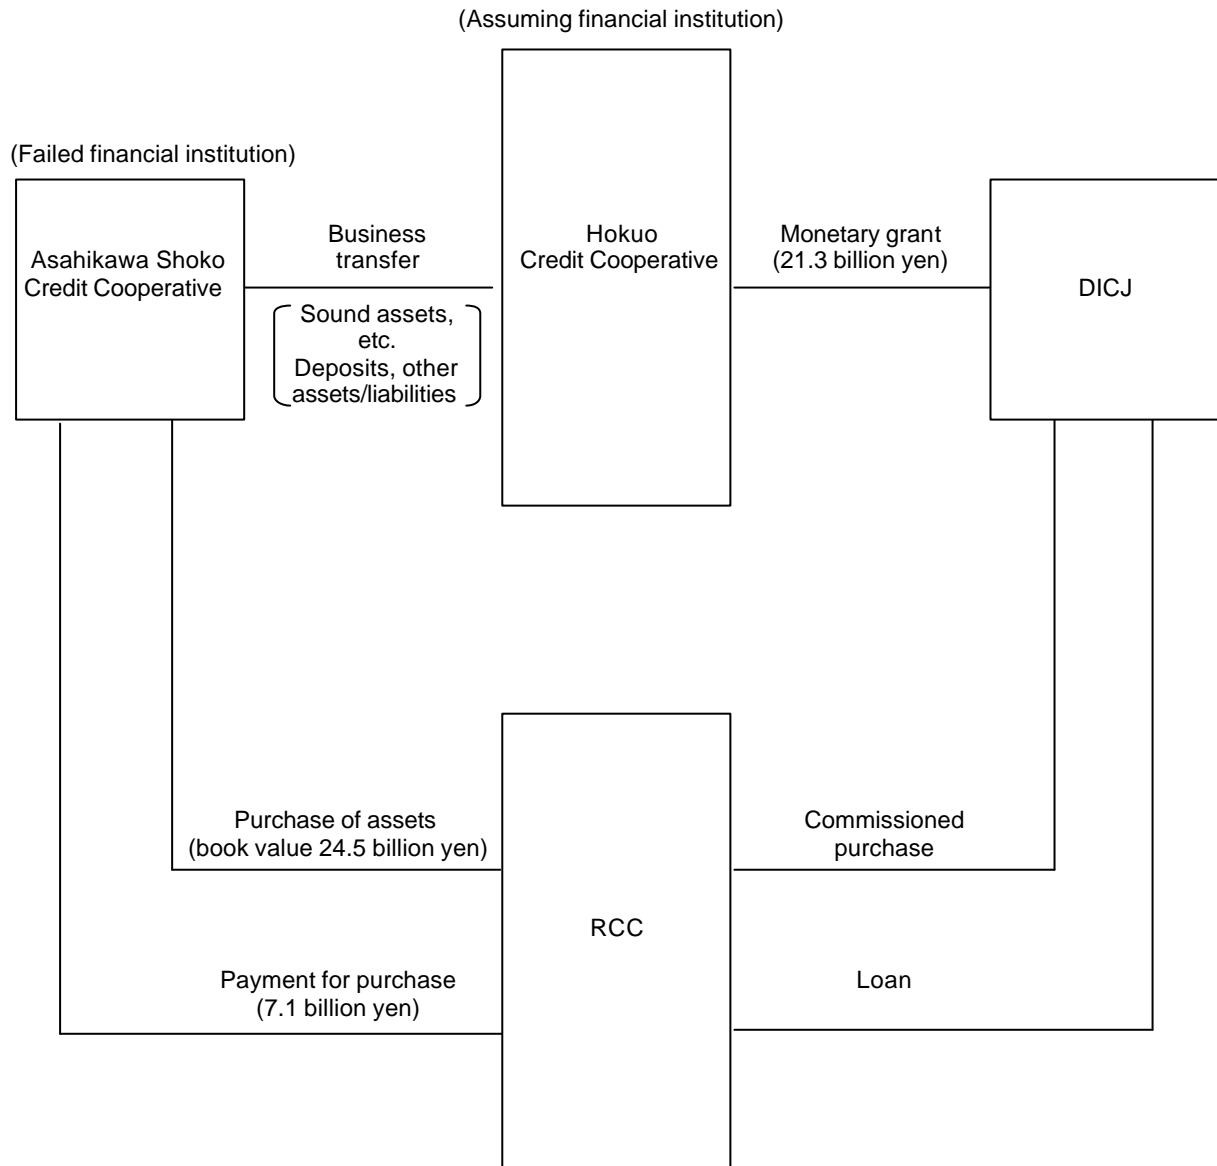 (Assuming financial institution)
(Failed financial institution)
Asahikawa Shoko
Credit Cooperative
Business
transfer
Sound assets,
etc.
Deposits, other
assets/liabilities
Hokuo
Credit Cooperative
Monetary grant
(21.3 billion yen)
DICJ
Purchase of assets
(book value 24.5 billion yen)
Commissioned
purchase
RCC
Payment for purchase
(7.1 billion yen)
Loan